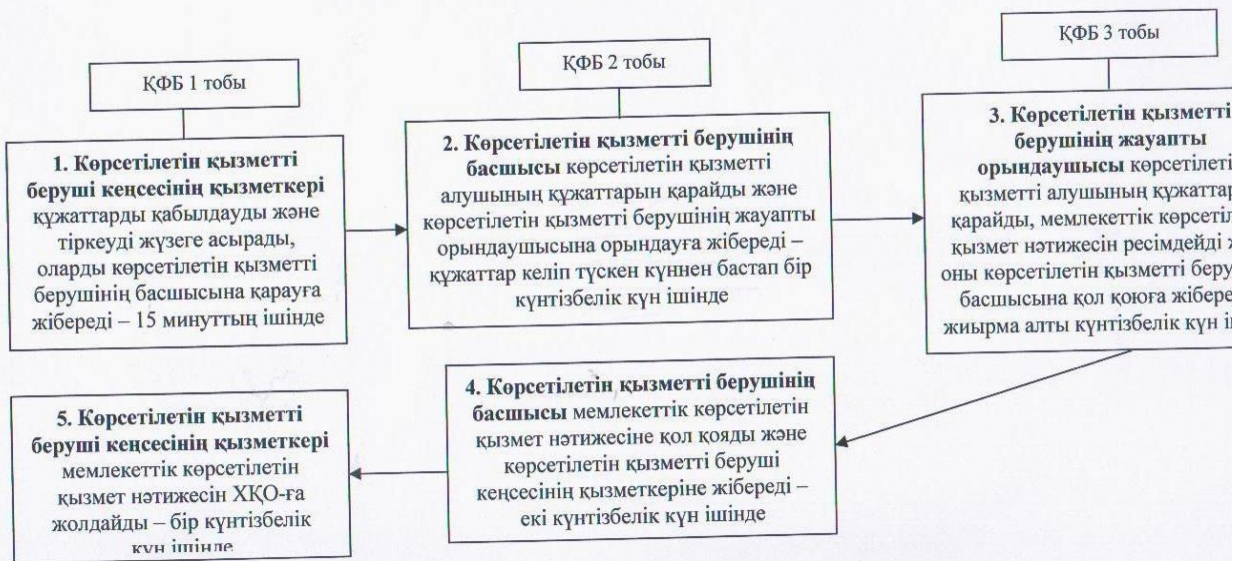 ҚФБ 1 тобы
ҚФБ 2 тобы
ҚФБ 3 тобы
1. Көрсетілетін қызметті
беруші кеңсесінің қызметкері
құжаттарды қабылдауды және
тіркеуді жүзеге асырады,
оларды көрсетілетін қызметті
берушінің басшысына қарауға
жібереді – 15 минуттың ішінде
2. Көрсетілетін қызметті берушінің
басшысы көрсетілетін қызметті
алушының құжаттарын қарайды және
көрсетілетін қызметті берушінің жауапты
орындаушысына орындауға жібереді –
құжаттар келіп түскен күннен бастап бір
күнтізбелік күн ішінде
3. Көрсетілетін қызметті
берушінің жауапты
орындаушысы
қызметті алушының
қарайды, мемлекеттік
қызмет нәтижесін ресімдейді
оны көрсетілетін қызметті
басшысына қол қоюға
жиырма алты күнтізбелік күн
4. Көрсетілетін қызметті берушінің
басшысы мемлекеттік көрсетілетін
қызмет нәтижесіне қол қояды және
көрсетілетін қызметті беруші
кеңсесінің қызметкеріне жібереді –
екі күнтізбелік күн ішінде
5. Көрсетілетін қызметті
беруші кеңсесінің қызметкері
мемлекеттік көрсетілетін
қызмет нәтижесін ХҚО-ға
жолдайды – бір күнтізбелік
күн ішінде